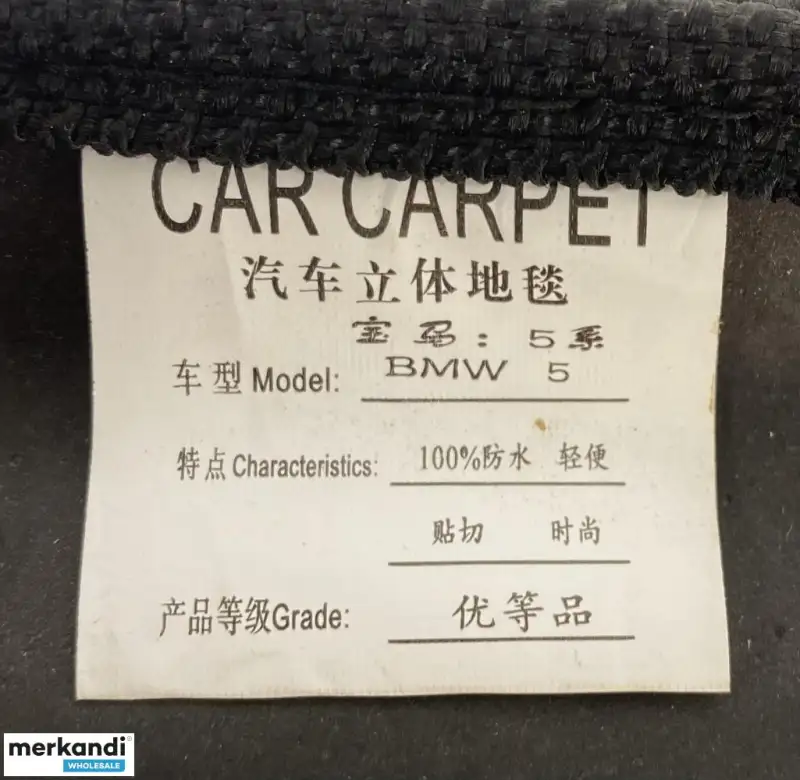 CAR CARPET
汽车立体地毯
宝马：5系
车型 Model: BMW 5
特点 Characteristics: 100%防水 轻便
贴切 时尚
产品等级Grade: 优等品
merkandi
WHOLESALE